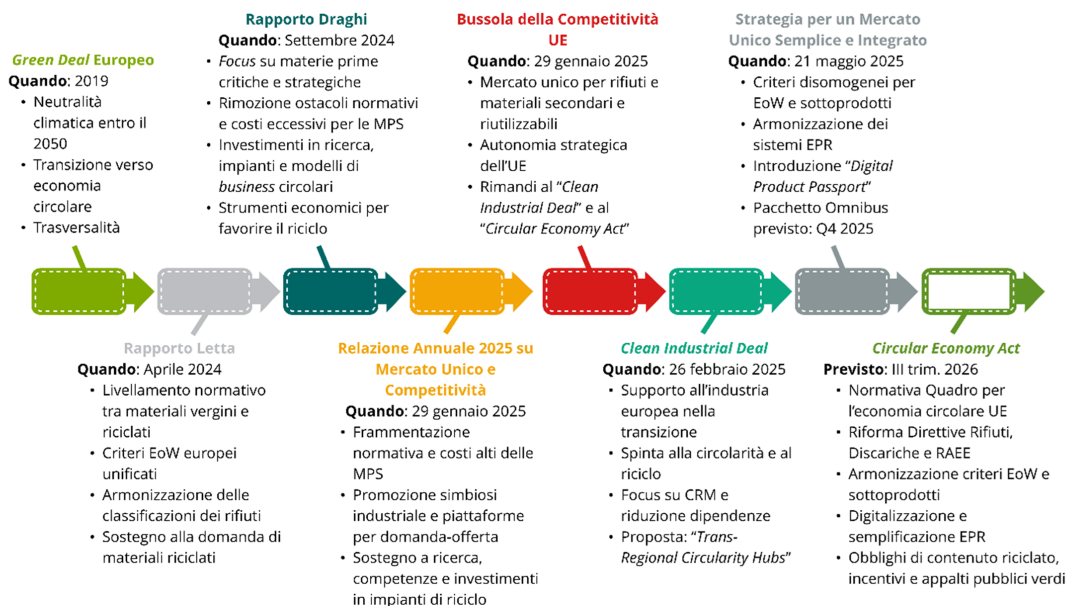 Green Deal Europeo
Quando: 2019
• Neutralità
climatica entro il
2050
• Transizione verso
economia
circolare
• Trasversalità
Rapporto Letta
Quando: Aprile 2024
• Livellamento normativo
tra materiali vergini e
riciclati
• Criteri EoW europei
unificati
• Armonizzazione delle
classificazioni dei rifiuti
• Sostegno alla domanda di
materiali riciclati
Rapporto Draghi
Quando: Settembre 2024
• Focus su materie prime
critiche e strategiche
• Rimozione ostacoli normativi
e costi eccessivi per le MPS
• Investimenti in ricerca,
impianti e modelli di
business circolari
• Strumenti economici per
favorire il riciclo
Relazione Annuale 2025 su
Mercato Unico e
Competitività
Quando: 29 gennaio 2025
• Frammentazione
normativa e costi alti delle
MPS
• Promozione simbiosi
industriale e piattaforme
per domanda-offerta
• Sostegno a ricerca,
competenze e investimenti
in impianti di riciclo
Bussola della Competitività
UE
Quando: 29 gennaio 2025
• Mercato unico per rifiuti e
materiali secondari e
riutilizzabili
• Autonomia strategica
dell'UE
• Rimandi al "Clean
Industrial Deal" e al
"Circular Economy Act"
Clean Industrial Deal
Quando: 26 febbraio 2025
• Supporto all'industria
europea nella
transizione
• Spinta alla circolarità e al
riciclo
• Focus su CRM e
riduzione dipendenze
• Proposta: "Trans-
Regional Circularity Hubs"
Strategia per un Mercato
Unico Semplice e Integrato
Quando: 21 maggio 2025
• Criteri disomogenei per
EoW e sottoprodotti
• Armonizzazione dei
sistemi EPR
• Introduzione "Digital
Product Passport"
• Pacchetto Omnibus
previsto: Q4 2025
Circular Economy Act
Previsto: III trim. 2026
• Normativa Quadro per
l'economia circolare UE
• Riforma Direttive Rifiuti,
Discariche e RAEE
• Armonizzazione criteri EoW e
sottoprodotti
• Digitalizzazione e
semplificazione EPR
• Obblighi di contenuto riciclato,
incentivi e appalti pubblici verdi